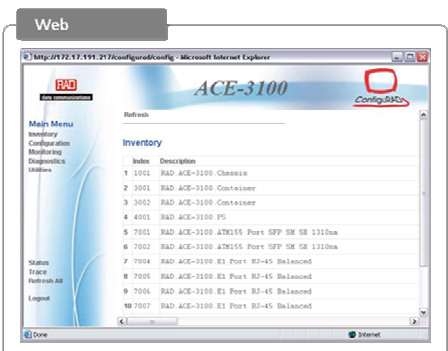 Web
http://172.17.191.217/configurad/config - Microsoft Internet Explorer
RAD
data communications
ACE-3100
ConfiguRAD
Main Menu
Inventory
Configuration
Monitoring
Diagnostics
Utilities
Status
Trace
Refresh All
Logout
Refresh
Inventory
Index Description
1 1001 RAD.ACE-3100.Chassis
2 3001 RAD.ACE-3100.Container
3 3002 RAD.ACE-3100.Container
4 4001 RAD.ACE-3100.PS
5 7001 RAD.ACE-3100.ATM155 Port SFP SM SH 1310nm
6 7002 RAD.ACE-3100.ATM155 Port SFP SM SH 1310nm
7 7004 RAD.ACE-3100.E1 Port RJ-45 Balanced
8 7005 RAD.ACE-3100.E1 Port RJ-45 Balanced
9 7006 RAD.ACE-3100.E1 Port RJ-45 Balanced
10 7007 RAD.ACE-3100.E1 Port RJ-45 Balanced
Done
Internet